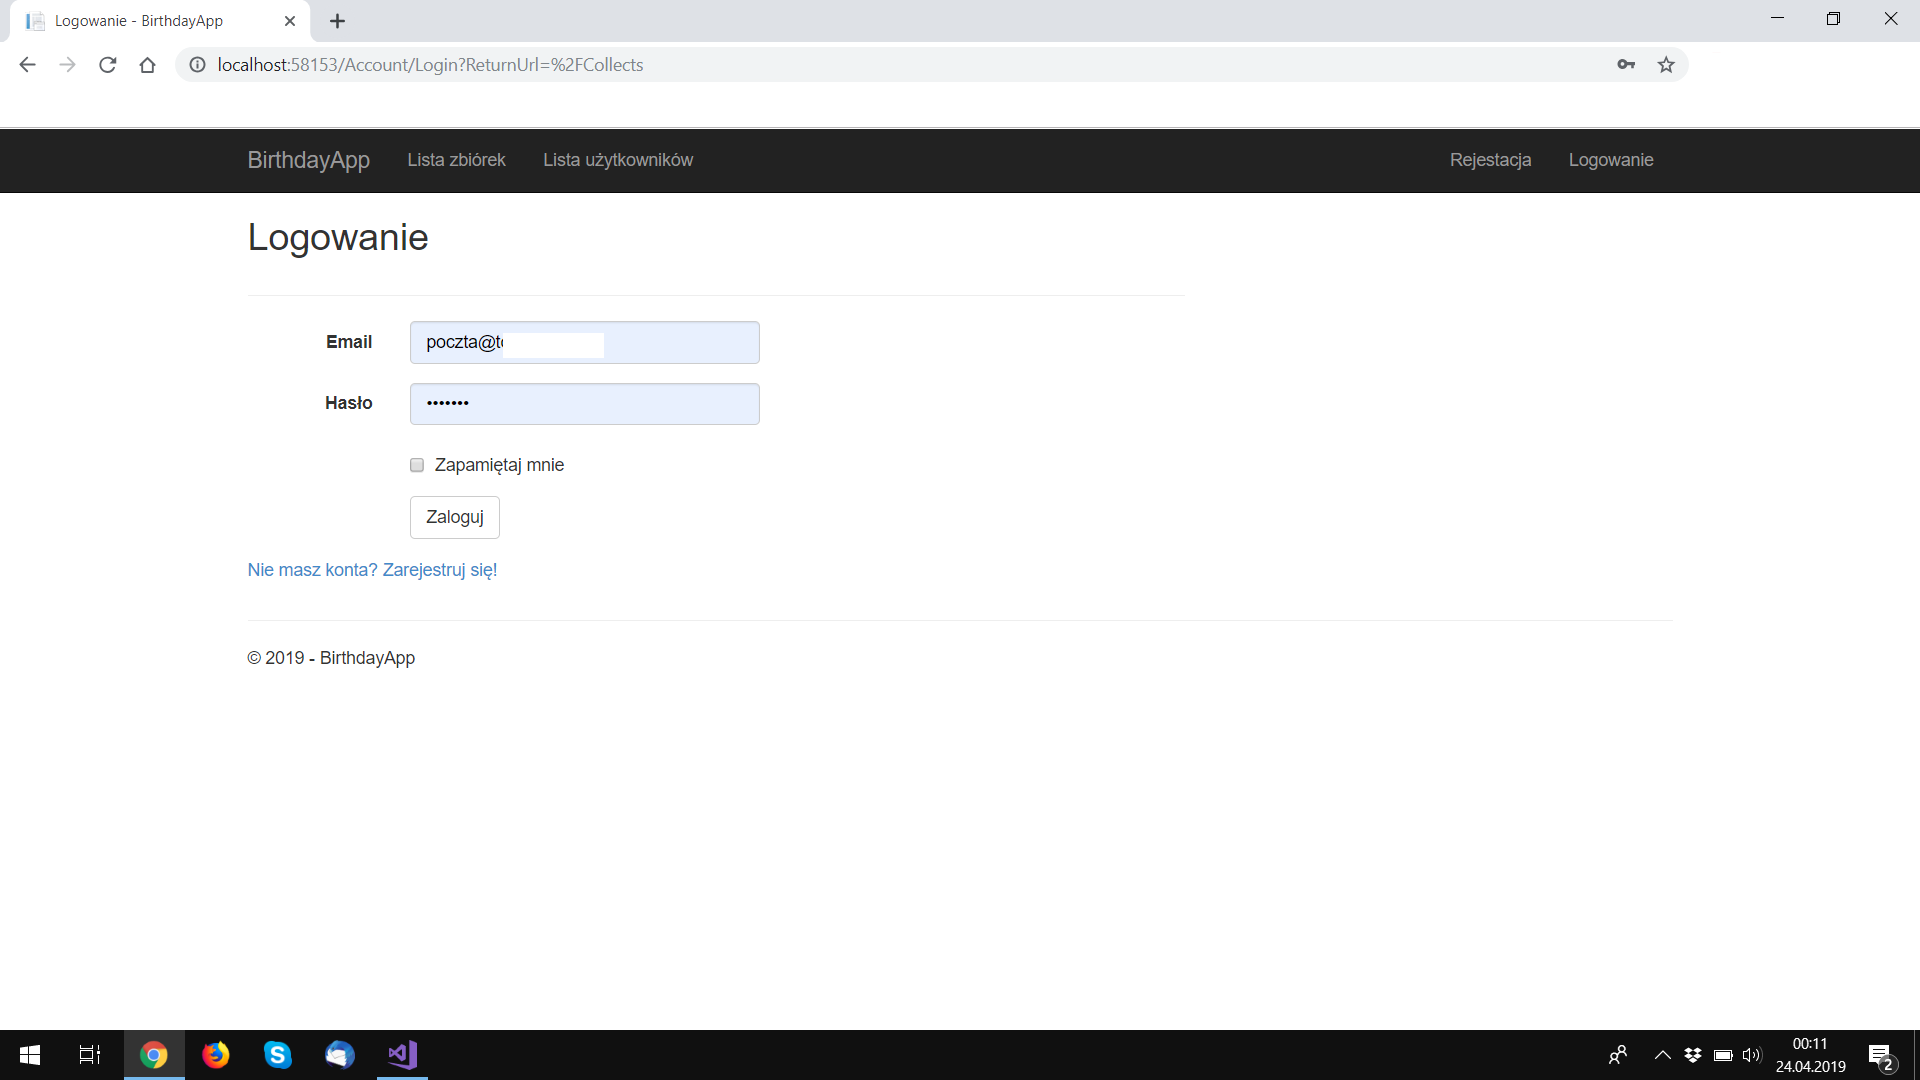 Logowanie - BirthdayApp
localhost:58153/Account/Login?ReturnUrl=%2FCollects
BirthdayApp Lista zbiórek Lista użytkowników Rejestacja Logowanie
Logowanie
Email poczta@t
Hasło •••••••
Zapamiętaj mnie
Zaloguj
Nie masz konta? Zarejestruj się!
© 2019 - BirthdayApp
00:11
24.04.2019
2